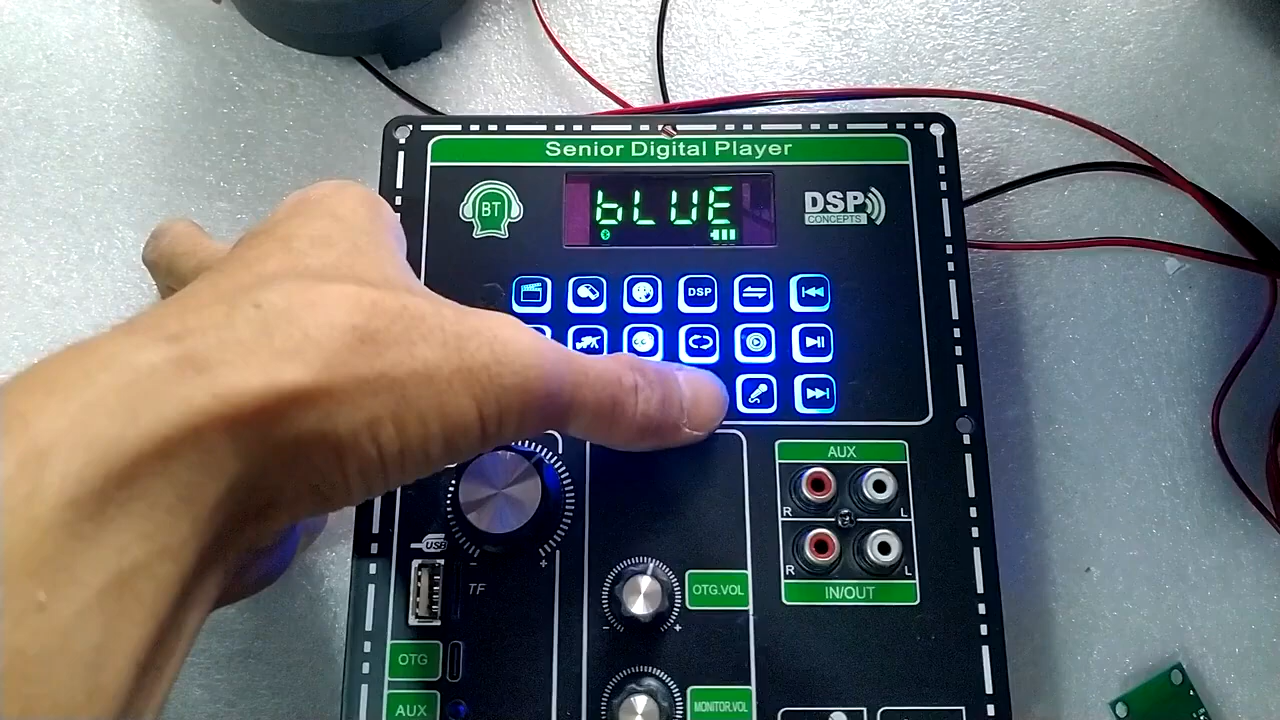 Senior Digital Player
BT
bLUE
DSP
CONCEPTS
DSP
AUX
R
L
R
L
IN/OUT
USB
- +
TF
OTG.VOL
- +
OTG
MONITOR.VOL
AUX